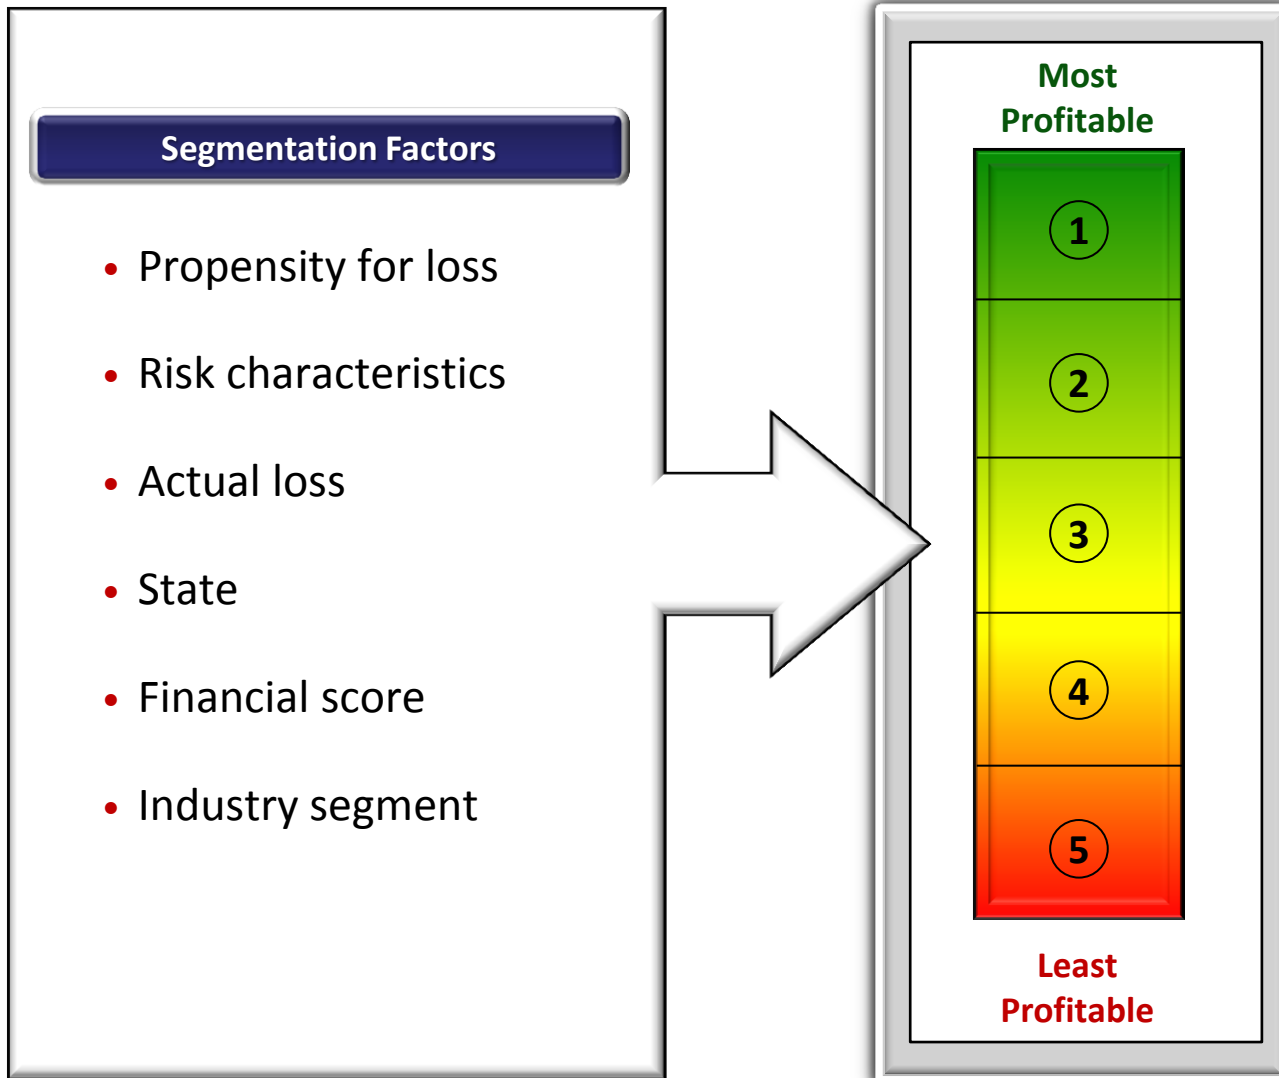 Segmentation Factors
• Propensity for loss
• Risk characteristics
• Actual loss
• State
• Financial score
• Industry segment
Most
Profitable
1
2
3
4
5
Least
Profitable